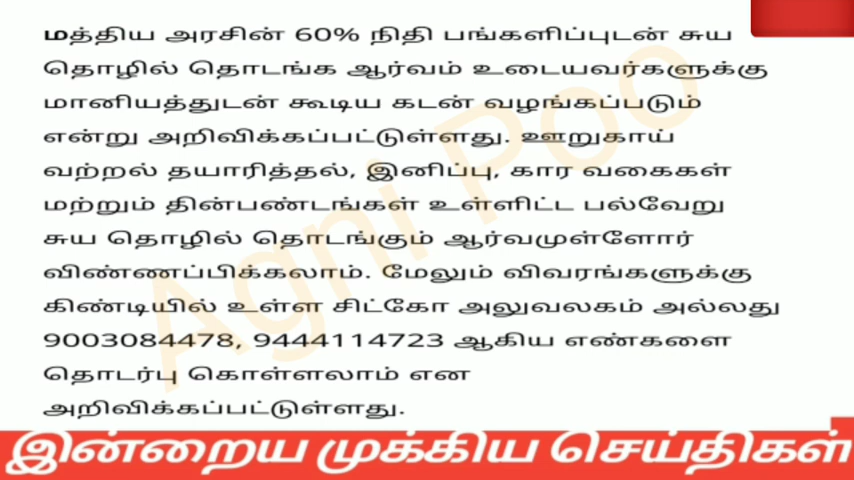 மத்திய அரசின் 60% நிதி பங்களிப்புடன் சுய
தொழில் தொடங்க ஆர்வம் உடையவர்களுக்கு
மானியத்துடன் கூடிய கடன் வழங்கப்படும்
என்று அறிவிக்கப்பட்டுள்ளது. ஊறுகாய்
வற்றல் தயாரித்தல், இனிப்பு, கார வகைகள்
மற்றும் தின்பண்டங்கள் உள்ளிட்ட பல்வேறு
சுய தொழில் தொடங்கும் ஆர்வமுள்ளோர்
விண்ணப்பிக்கலாம். மேலும் விவரங்களுக்கு
கிண்டியில் உள்ள சிட்கோ அலுவலகம் அல்லது
9003084478, 9444114723 ஆகிய எண்களை
தொடர்பு கொள்ளலாம் என
அறிவிக்கப்பட்டுள்ளது.
Agni Poo
இன்றைய முக்கிய செய்திகள்